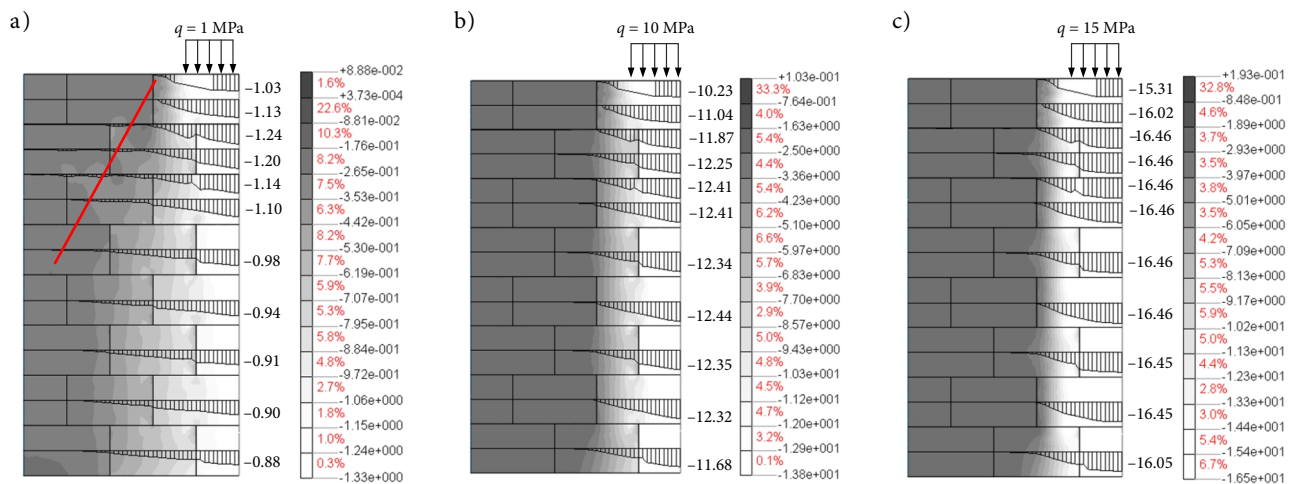 a)
q = 1 MPa
−1.03
−1.13
−1.24
−1.20
−1.14
−1.10
−0.98
−0.94
−0.91
−0.90
−0.88
+8.88e-002
1.6%
+3.73e-004
22.6%
-8.81e-002
10.3%
-1.76e-001
8.2%
-2.65e-001
7.5%
-3.53e-001
6.3%
-4.42e-001
8.2%
-5.30e-001
7.7%
-6.19e-001
5.9%
-7.07e-001
5.3%
-7.95e-001
5.8%
-8.84e-001
4.8%
-9.72e-001
2.7%
-1.06e+000
1.8%
-1.15e+000
1.0%
-1.24e+000
0.3%
-1.33e+000
b)
q = 10 MPa
−10.23
−11.04
−11.87
−12.25
−12.41
−12.41
−12.34
−12.44
−12.35
−12.32
−11.68
+1.03e-001
33.3%
-7.64e-001
4.0%
-1.63e+000
5.4%
-2.50e+000
4.4%
-3.36e+000
5.4%
-4.23e+000
6.2%
-5.10e+000
6.6%
-5.97e+000
5.7%
-6.83e+000
3.9%
-7.70e+000
2.9%
-8.57e+000
5.0%
-9.43e+000
4.8%
-1.03e+001
4.5%
-1.12e+001
4.7%
-1.20e+001
3.2%
-1.29e+001
0.1%
-1.38e+001
c)
q = 15 MPa
−15.31
−16.02
−16.46
−16.46
−16.46
−16.46
−16.46
−16.46
−16.45
−16.45
−16.05
+1.93e-001
32.8%
-8.48e-001
4.6%
-1.89e+000
3.7%
-2.93e+000
3.5%
-3.97e+000
3.8%
-5.01e+000
3.5%
-6.05e+000
4.2%
-7.09e+000
5.3%
-8.13e+000
5.5%
-9.17e+000
5.9%
-1.02e+001
5.0%
-1.13e+001
4.4%
-1.23e+001
2.8%
-1.33e+001
3.0%
-1.44e+001
5.4%
-1.54e+001
6.7%
-1.65e+001